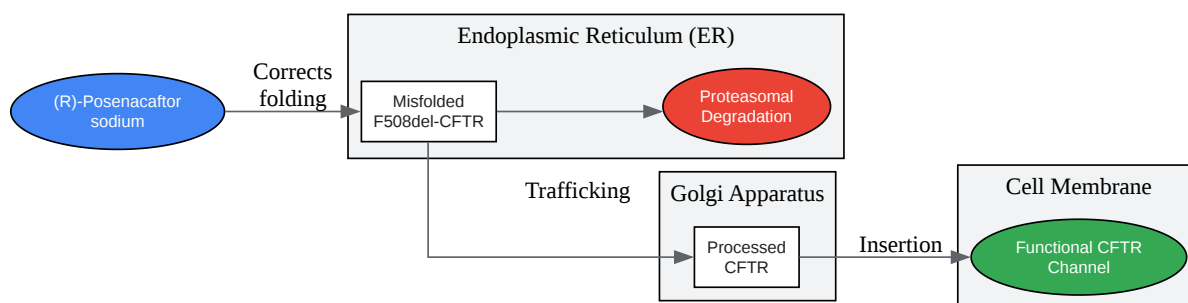 Endoplasmic Reticulum (ER)
Corrects
folding
(R)-Posenacaftor
sodium
Misfolded
F508del-CFTR
Proteasomal
Degradation
Trafficking
Golgi Apparatus
Cell Membrane
Processed
CFTR
Insertion
Functional CFTR
Channel